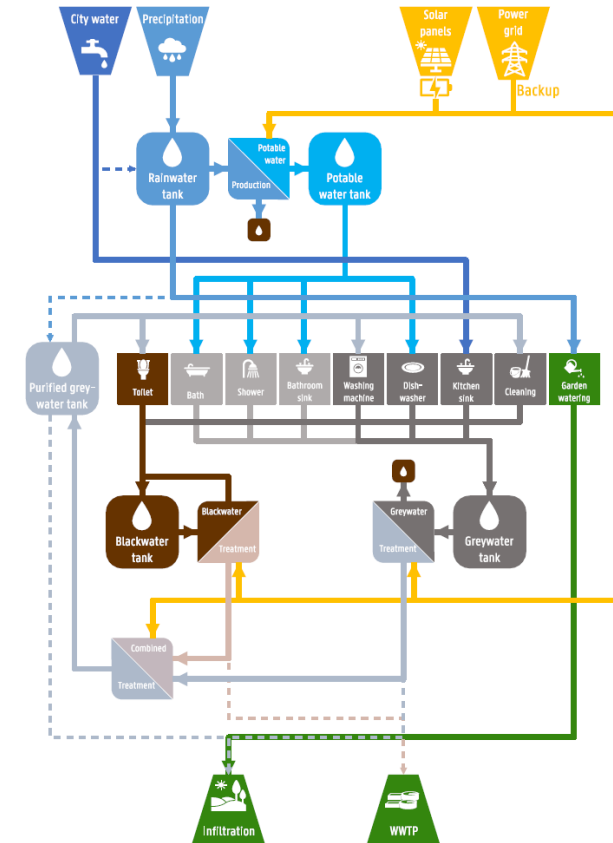 City water
Precipitation
Solar
panels
Power
grid
Backup
Rainwater
tank
Potable
water
Production
Potable
water tank
Purified grey-
water tank
Toilet
Bath
Shower
Bathroom
sink
Washing
machine
Dish-
washer
Kitchen
sink
Cleaning
Garden
watering
Blackwater
tank
Blackwater
Treatment
Greywater
Treatment
Greywater
tank
Combined
Treatment
Infiltration
WWTP